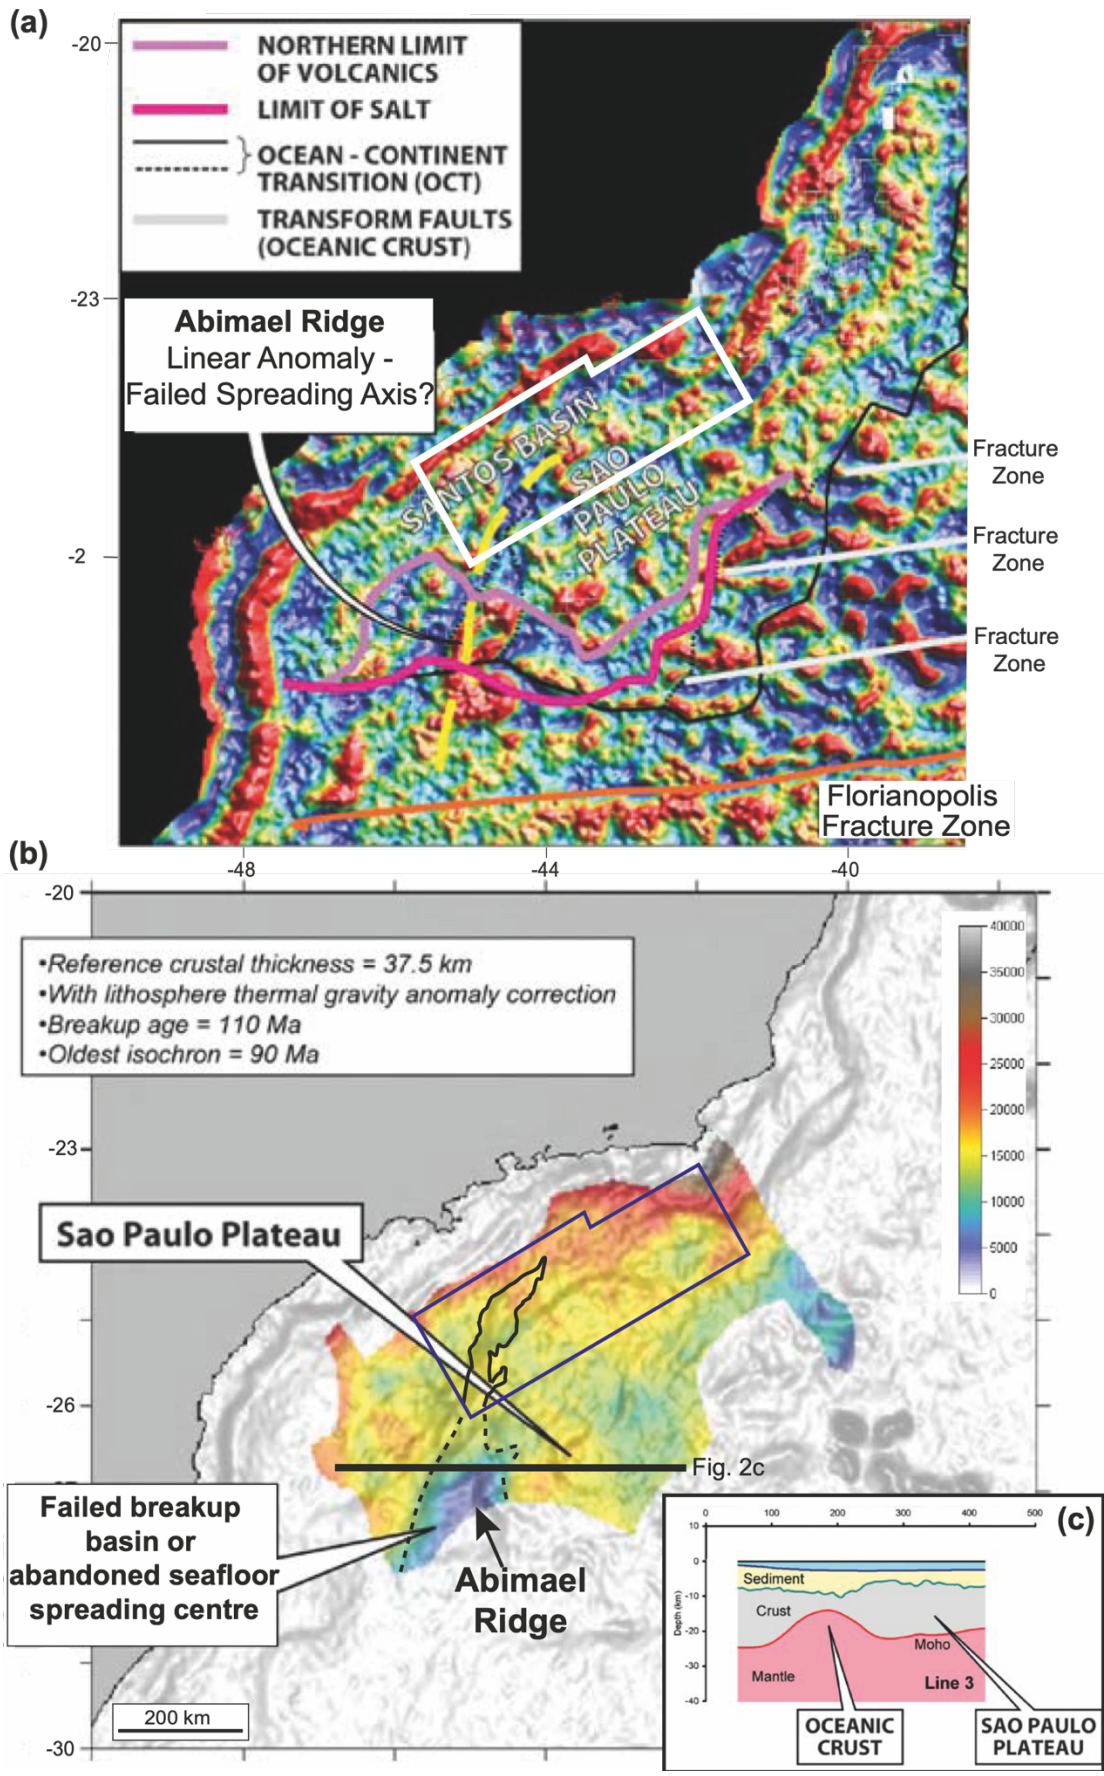 (a)
-20
NORTHERN LIMIT
OF VOLCANICS
LIMIT OF SALT
OCEAN - CONTINENT
TRANSITION (OCT)
TRANSFORM FAULTS
(OCEANIC CRUST)
-23
Abimael Ridge
Linear Anomaly -
Failed Spreading Axis?
SANTOS BASIN
SAO
PAULO
PLATEAU
Fracture
Zone
-2
Fracture
Zone
Fracture
Zone
Florianopolis
Fracture Zone
(b)
-48
-44
-40
-20
•Reference crustal thickness = 37.5 km
•With lithosphere thermal gravity anomaly correction
•Breakup age = 110 Ma
•Oldest isochron = 90 Ma
40000
35000
30000
25000
20000
15000
10000
5000
0
-23
Sao Paulo Plateau
-26
Fig. 2c
Failed breakup
basin or
abandoned seafloor
spreading centre
Abimael
Ridge
200 km
-30
(c)
0
100
200
300
400
500
10
0
-10
-20
-30
-40
Depth (km)
Sediment
Crust
Moho
Mantle
Line 3
OCEANIC
CRUST
SAO PAULO
PLATEAU